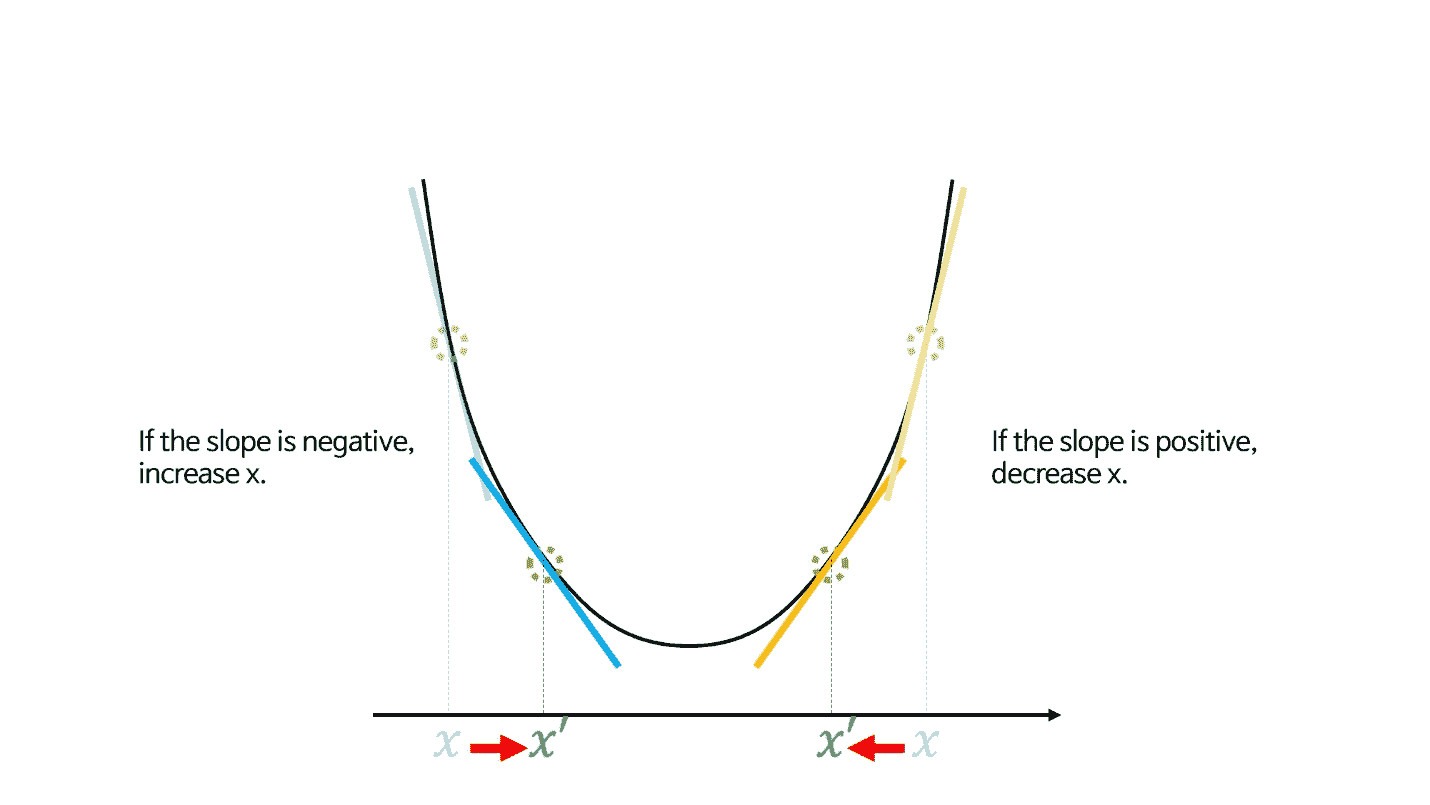 If the slope is negative,
increase x.
If the slope is positive,
decrease x.
x x′ x′ x